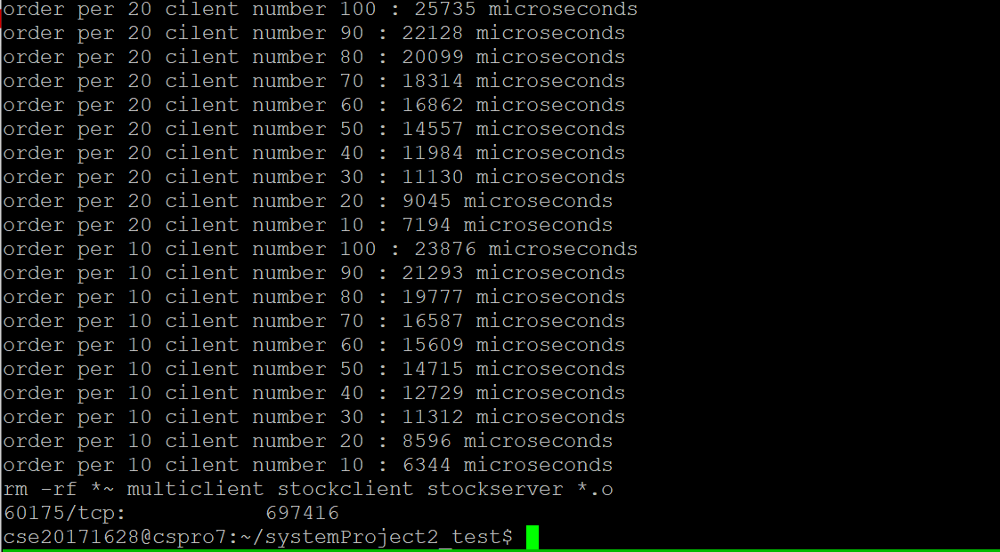 order per 20 cilent number 100 : 25735 microseconds
order per 20 cilent number 90 : 22128 microseconds
order per 20 cilent number 80 : 20099 microseconds
order per 20 cilent number 70 : 18314 microseconds
order per 20 cilent number 60 : 16862 microseconds
order per 20 cilent number 50 : 14557 microseconds
order per 20 cilent number 40 : 11984 microseconds
order per 20 cilent number 30 : 11130 microseconds
order per 20 cilent number 20 : 9045 microseconds
order per 20 cilent number 10 : 7194 microseconds
order per 10 cilent number 100 : 23876 microseconds
order per 10 cilent number 90 : 21293 microseconds
order per 10 cilent number 80 : 19777 microseconds
order per 10 cilent number 70 : 16587 microseconds
order per 10 cilent number 60 : 15609 microseconds
order per 10 cilent number 50 : 14715 microseconds
order per 10 cilent number 40 : 12729 microseconds
order per 10 cilent number 30 : 11312 microseconds
order per 10 cilent number 20 : 8596 microseconds
order per 10 cilent number 10 : 6344 microseconds
rm -rf *~ multiclient stockclient stockserver *.o
60175/tcp:           697416
cse20171628@cspro7:~/systemProject2_test$